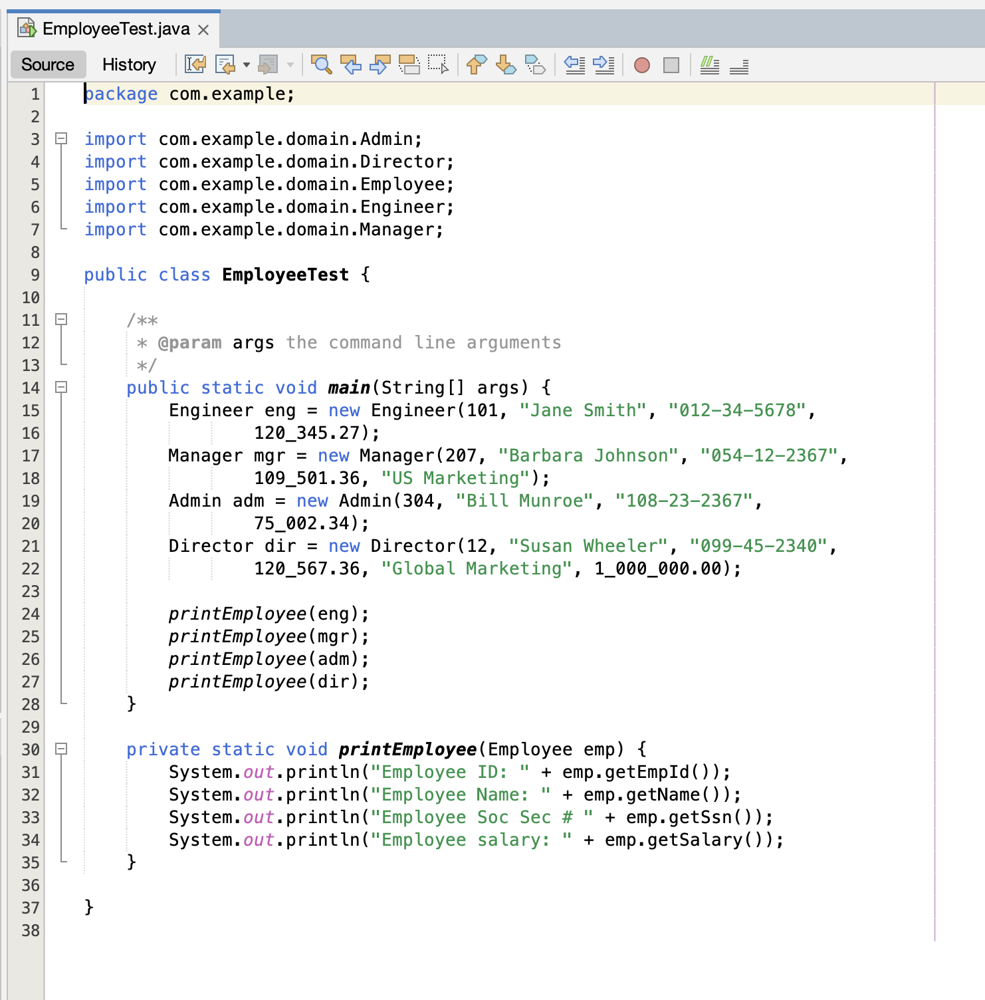 EmployeeTest.java
Source History
1 package com.example;
2
3 import com.example.domain.Admin;
4 import com.example.domain.Director;
5 import com.example.domain.Employee;
6 import com.example.domain.Engineer;
7 import com.example.domain.Manager;
8
9 public class EmployeeTest {
10
11 /**
12 * @param args the command line arguments
13 */
14 public static void main(String[] args) {
15 Engineer eng = new Engineer(101, "Jane Smith", "012-34-5678",
16 120_345.27);
17 Manager mgr = new Manager(207, "Barbara Johnson", "054-12-2367",
18 109_501.36, "US Marketing");
19 Admin adm = new Admin(304, "Bill Munroe", "108-23-2367",
20 75_002.34);
21 Director dir = new Director(12, "Susan Wheeler", "099-45-2340",
22 120_567.36, "Global Marketing", 1_000_000.00);
23
24 printEmployee(eng);
25 printEmployee(mgr);
26 printEmployee(adm);
27 printEmployee(dir);
28 }
29
30 private static void printEmployee(Employee emp) {
31 System.out.println("Employee ID: " + emp.getEmpId());
32 System.out.println("Employee Name: " + emp.getName());
33 System.out.println("Employee Soc Sec # " + emp.getSsn());
34 System.out.println("Employee salary: " + emp.getSalary());
35 }
36
37 }
38